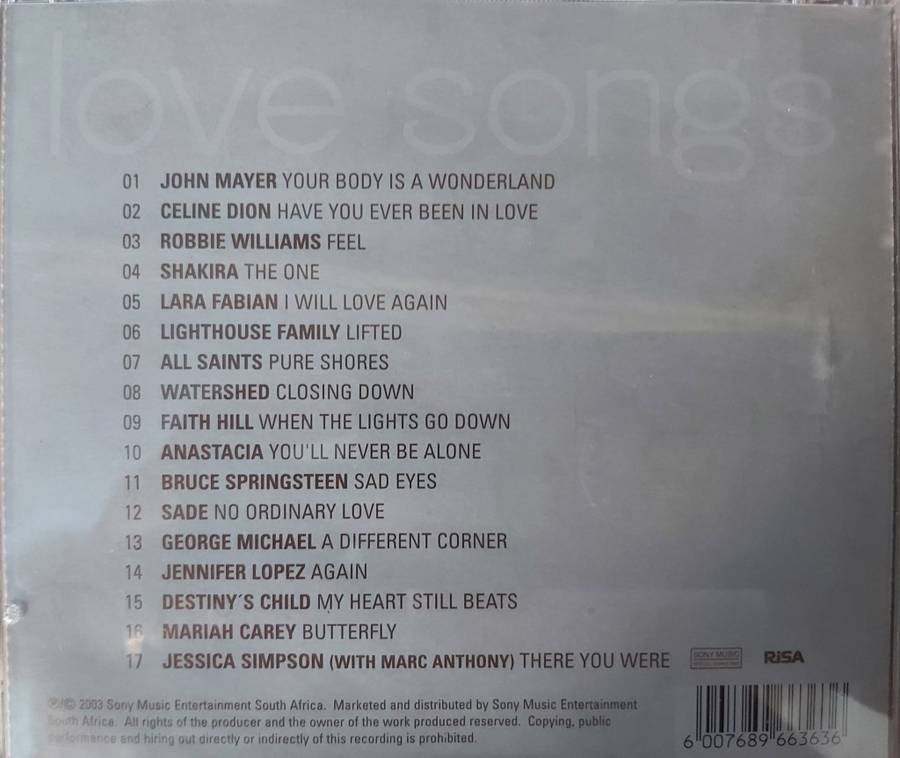 love songs
01 JOHN MAYER YOUR BODY IS A WONDERLAND
02 CELINE DION HAVE YOU EVER BEEN IN LOVE
03 ROBBIE WILLIAMS FEEL
04 SHAKIRA THE ONE
05 LARA FABIAN I WILL LOVE AGAIN
06 LIGHTHOUSE FAMILY LIFTED
07 ALL SAINTS PURE SHORES
08 WATERSHED CLOSING DOWN
09 FAITH HILL WHEN THE LIGHTS GO DOWN
10 ANASTACIA YOU'LL NEVER BE ALONE
11 BRUCE SPRINGSTEEN SAD EYES
12 SADE NO ORDINARY LOVE
13 GEORGE MICHAEL A DIFFERENT CORNER
14 JENNIFER LOPEZ AGAIN
15 DESTINY´S CHILD MY HEART STILL BEATS
16 MARIAH CAREY BUTTERFLY
17 JESSICA SIMPSON (WITH MARC ANTHONY) THERE YOU WERE
SONY MUSIC
RiSA
℗/© 2003 Sony Music Entertainment South Africa. Marketed and distributed by Sony Music Entertainment
South Africa. All rights of the producer and the owner of the work produced reserved. Copying, public
performance and hiring out directly or indirectly of this recording is prohibited.
6 007689 663636